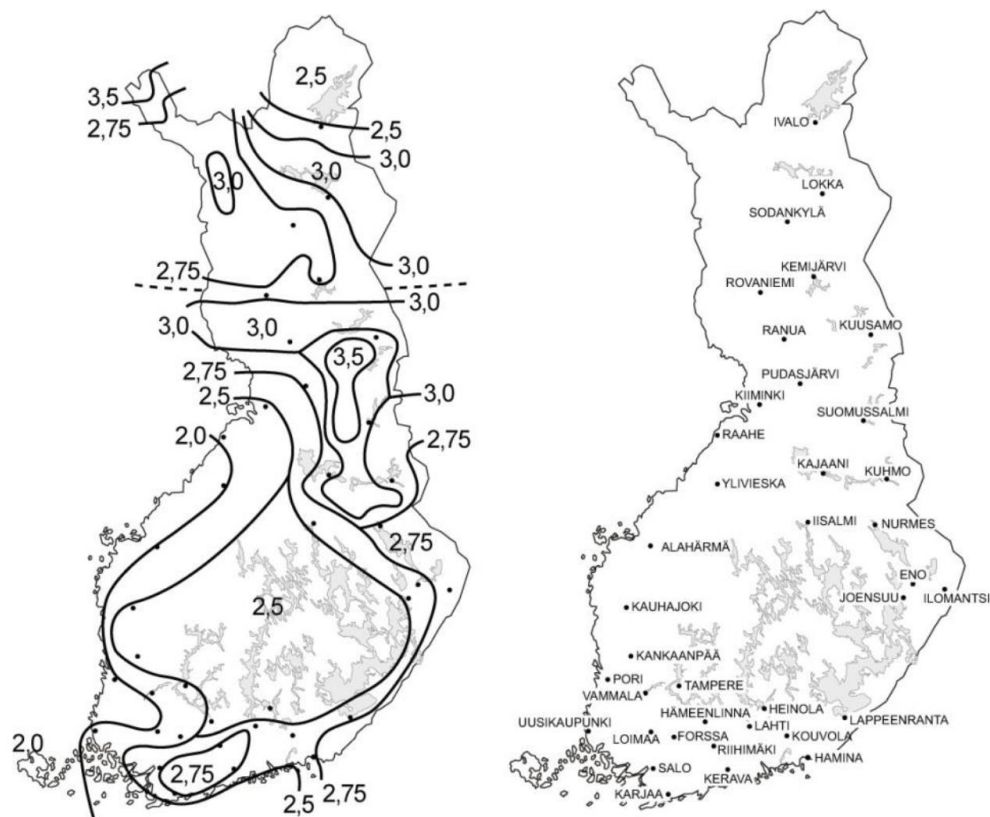 2,5
3,5
2,75
2,5
3,0
3,0
3,0
2,75
3,0
3,0
3,0
3,0
3,5
2,75
2,5
3,0
2,0
2,75
2,75
2,5
2,0
2,75
2,75
2,5
IVALO
LOKKA
SODANKYLÄ
KEMIJÄRVI
ROVANIEMI
RANUA
KUUSAMO
PUDASJÄRVI
KIIMINKI
SUOMUSSALMI
RAAHE
KAJAANI
KUHMO
YLIVIESKA
IISALMI
NURMES
ALAHÄRMÄ
ENO
JOENSUU
ILOMANTSI
KAUHAJOKI
KANKAANPÄÄ
PORI
TAMPERE
VAMMALA
HÄMEENLINNA
HEINOLA
LAPPEENRANTA
UUSIKAUPUNKI
LAHTI
LOIMAA
FORSSA
KOUVOLA
RIIHIMÄKI
HAMINA
SALO
KERAVA
KARJAA